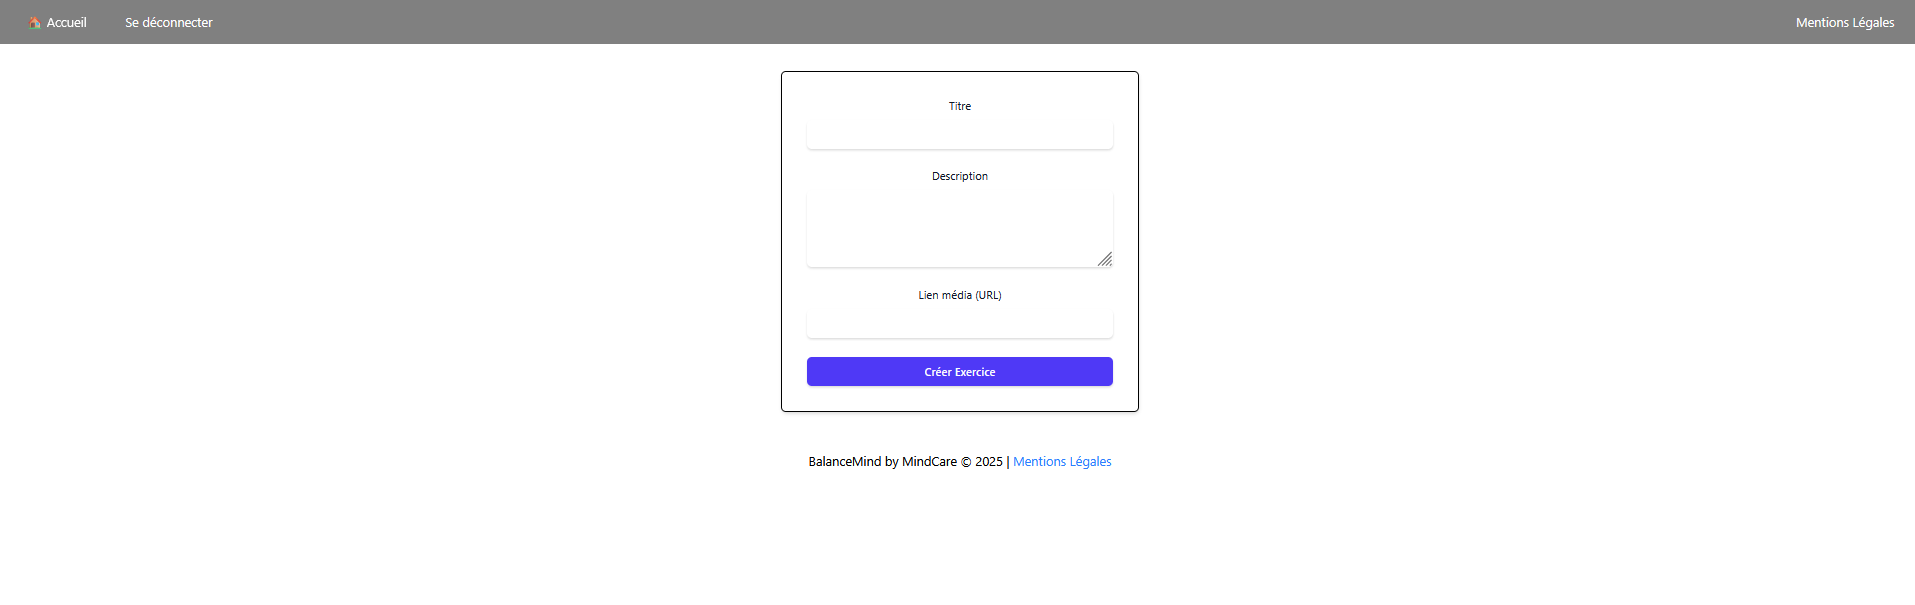 Accueil Se déconnecter Mentions Légales
Titre
Description
Lien média (URL)
Créer Exercice
BalanceMind by MindCare © 2025 | Mentions Légales